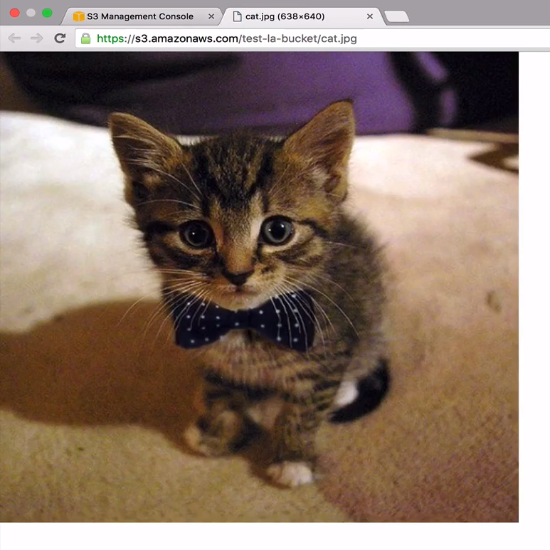 S3 Management Console
cat.jpg (638×640)
https://s3.amazonaws.com/test-la-bucket/cat.jpg